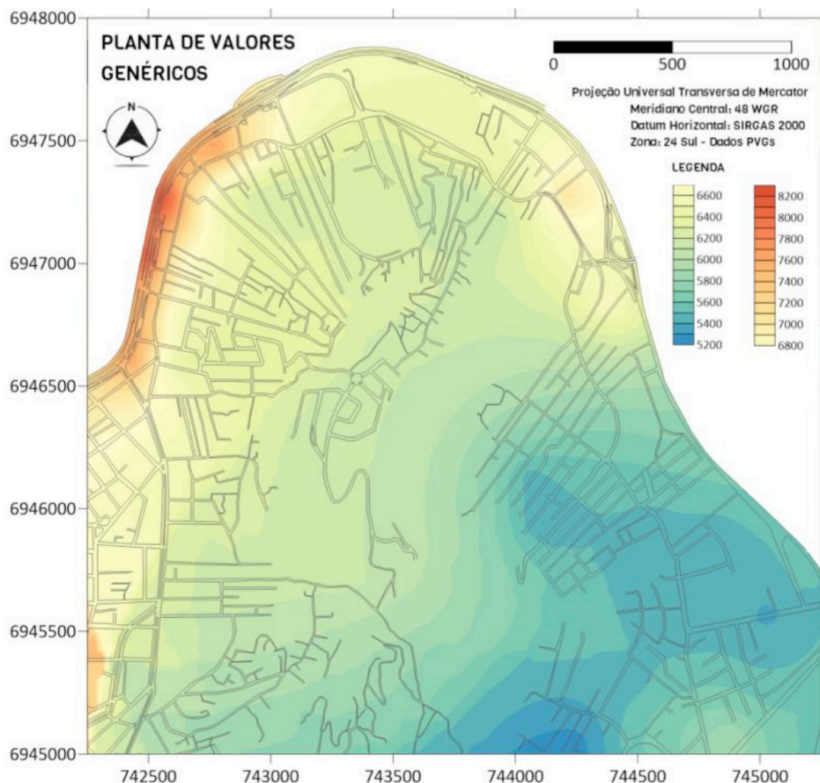 PLANTA DE VALORES
GENÉRICOS
N
0 500 1000
Projeção Universal Transversa de Mercator
Meridiano Central: 48 WGR
Datum Horizontal: SIRGAS 2000
Zona: 24 Sul - Dados PVGs
LEGENDA
6600 8200
6400 8000
6200 7800
6000 7600
5800 7400
5600 7200
5400 7000
5200 6800
6948000
6947500
6947000
6946500
6946000
6945500
6945000
742500 743000 743500 744000 744500 745000